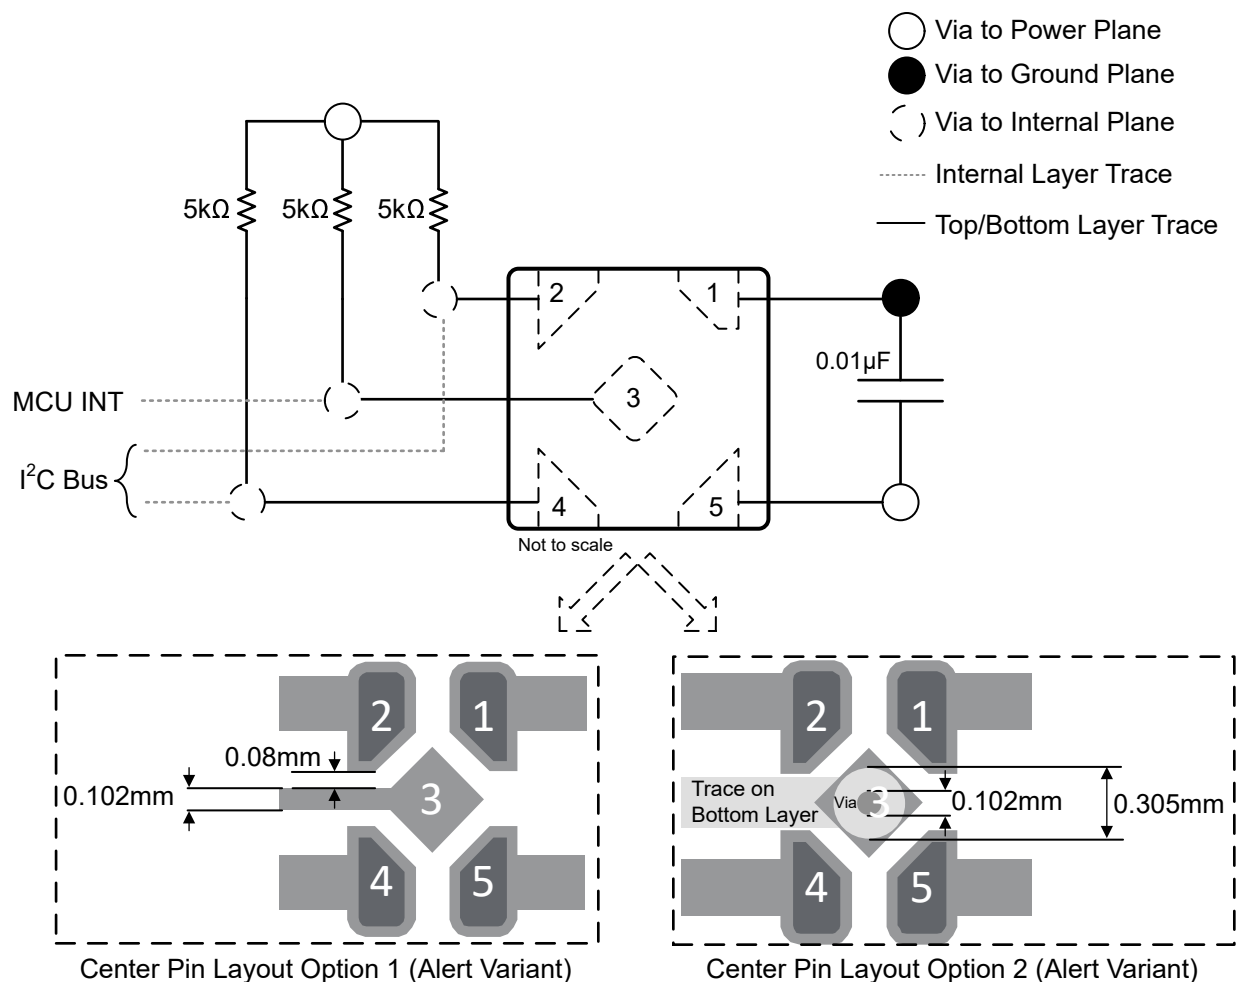 Via to Power Plane
Via to Ground Plane
Via to Internal Plane
Internal Layer Trace
Top/Bottom Layer Trace
5kΩ 5kΩ 5kΩ
2 1
0.01µF
3
MCU INT
I²C Bus
4 5
Not to scale
2 1
0.08mm
0.102mm
3
4 5
Center Pin Layout Option 1 (Alert Variant)
2 1
Trace on
Bottom Layer
Via 3
0.102mm
0.305mm
4 5
Center Pin Layout Option 2 (Alert Variant)